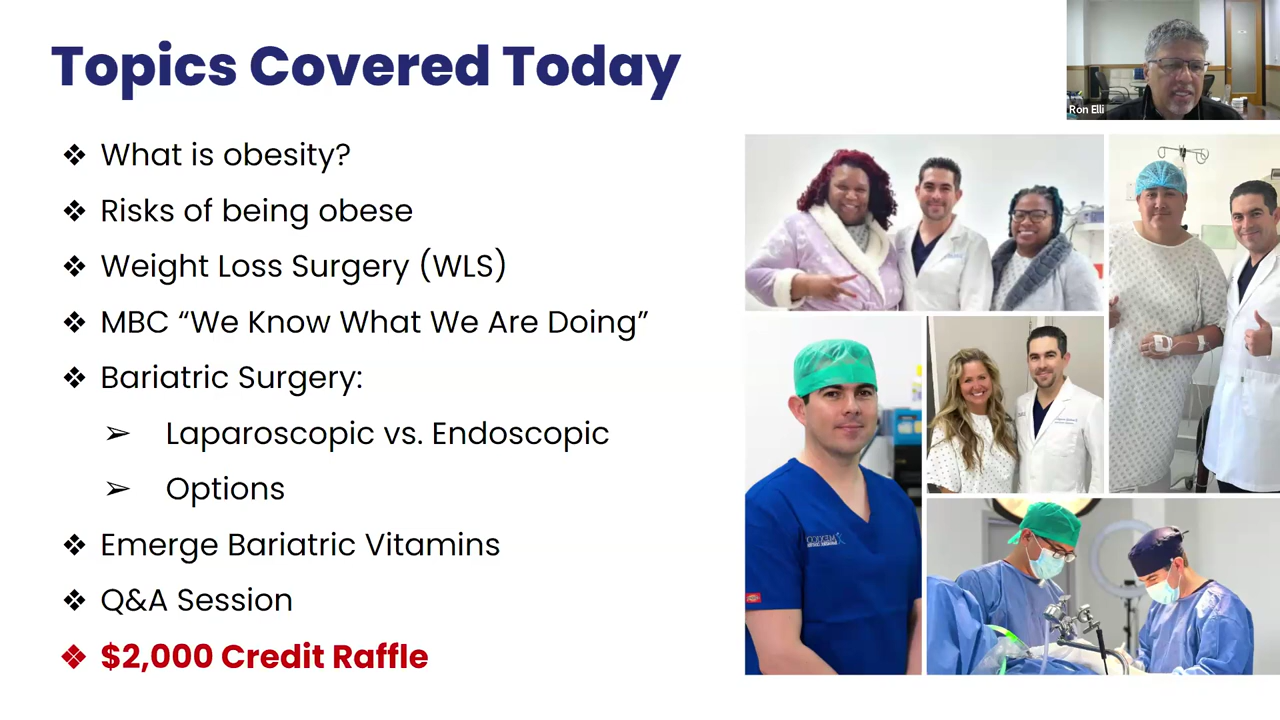 Topics Covered Today
Ron Elli
❖ What is obesity?
❖ Risks of being obese
❖ Weight Loss Surgery (WLS)
❖ MBC “We Know What We Are Doing”
❖ Bariatric Surgery:
➢ Laparoscopic vs. Endoscopic
➢ Options
❖ Emerge Bariatric Vitamins
❖ Q&A Session
❖ $2,000 Credit Raffle